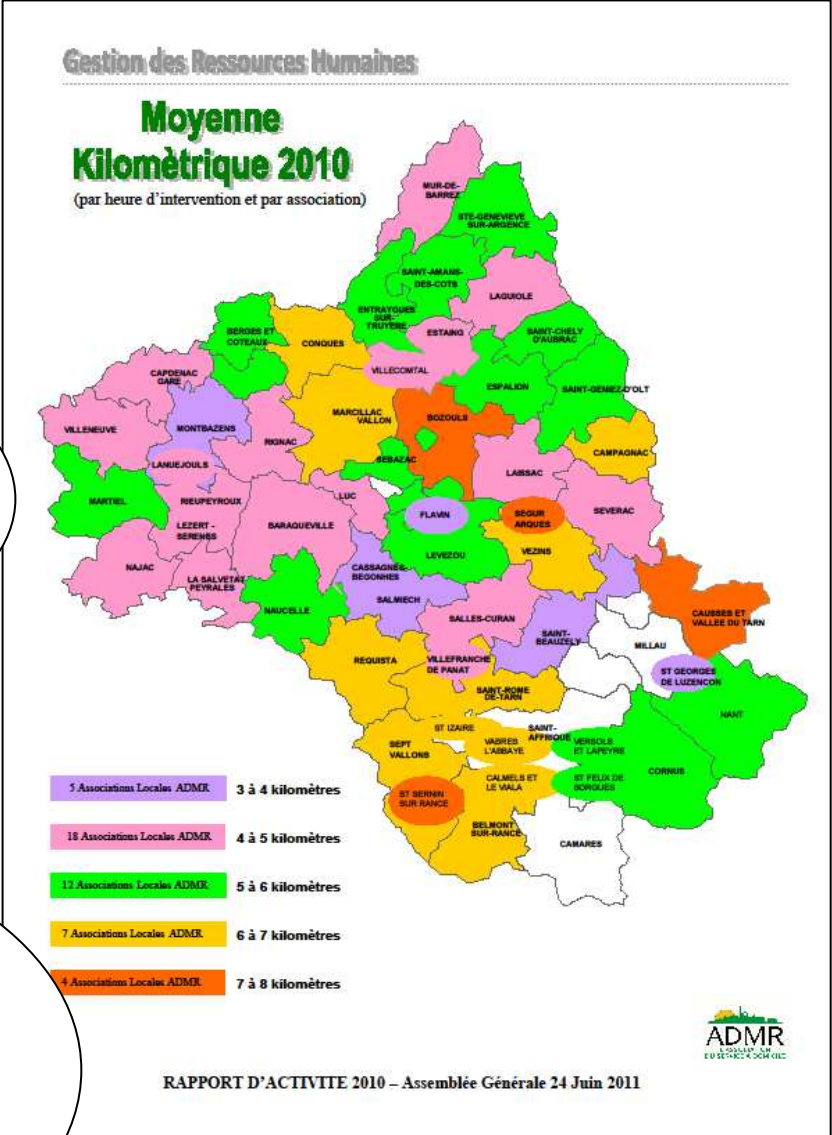 Gestion des Ressources Humaines
Moyenne
Kilomètrique 2010
(par heure d'intervention et par association)
MUR-DE-
BARREZ
STE-GENEVIEVE
SUR-ARGENCE
SAINT-AMANS-
DES-COTS
LAGUIOLE
ENTRAYGUES
SUR-
TRUYERE
ESTAING
SAINT-CHELY
D'AUBRAC
BERGES ET
COTEAUX
CONQUES
VILLECOMTAL
CAPDENAC
GARE
ESPALION
SAINT-GENIEZ-D'OLT
MARCILLAC
VALLON
BOZOULS
VILLENEUVE
MONTBAZENS
RIGNAC
CAMPAGNAC
SEBAZAC
LANUEJOULS
LAISSAC
MARTIEL
RIEUPEYROUX
LUC
FLAVIN
SEGUR
ARQUES
SEVERAC
LEZERT -
SERENES
BARAQUEVILLE
LEVEZOU
VEZINS
NAJAC
CASSAGNES-
BEGONHES
LA SALVETAT
PEYRALES
SALMIECH
NAUCELLE
SALLES-CURAN
CAUSSES ET
VALLEE DU TARN
SAINT-
BEAUZELY
MILLAU
REQUISTA
VILLEFRANCHE
DE PANAT
ST GEORGES
DE LUZENCON
SAINT-ROME
DE-TARN
NANT
ST IZAIRE
SAINT-
AFFRIQUE
SEPT
VALLONS
VABRES
L'ABBAYE
VERSOLS
ET LAPEYRE
CORNUS
CALMELS ET
LE VIALA
ST FELIX DE
SORGUES
ST SERNIN
SUR RANCE
BELMONT
SUR-RANCE
CAMARES
5 Associations Locales ADMR 3 à 4 kilomètres
18 Associations Locales ADMR 4 à 5 kilomètres
12 Associations Locales ADMR 5 à 6 kilomètres
7 Associations Locales ADMR 6 à 7 kilomètres
4 Associations Locales ADMR 7 à 8 kilomètres
ADMR
L'ASSOCIATION
DU SERVICE A DOMICILE
RAPPORT D'ACTIVITE 2010 – Assemblée Générale 24 Juin 2011